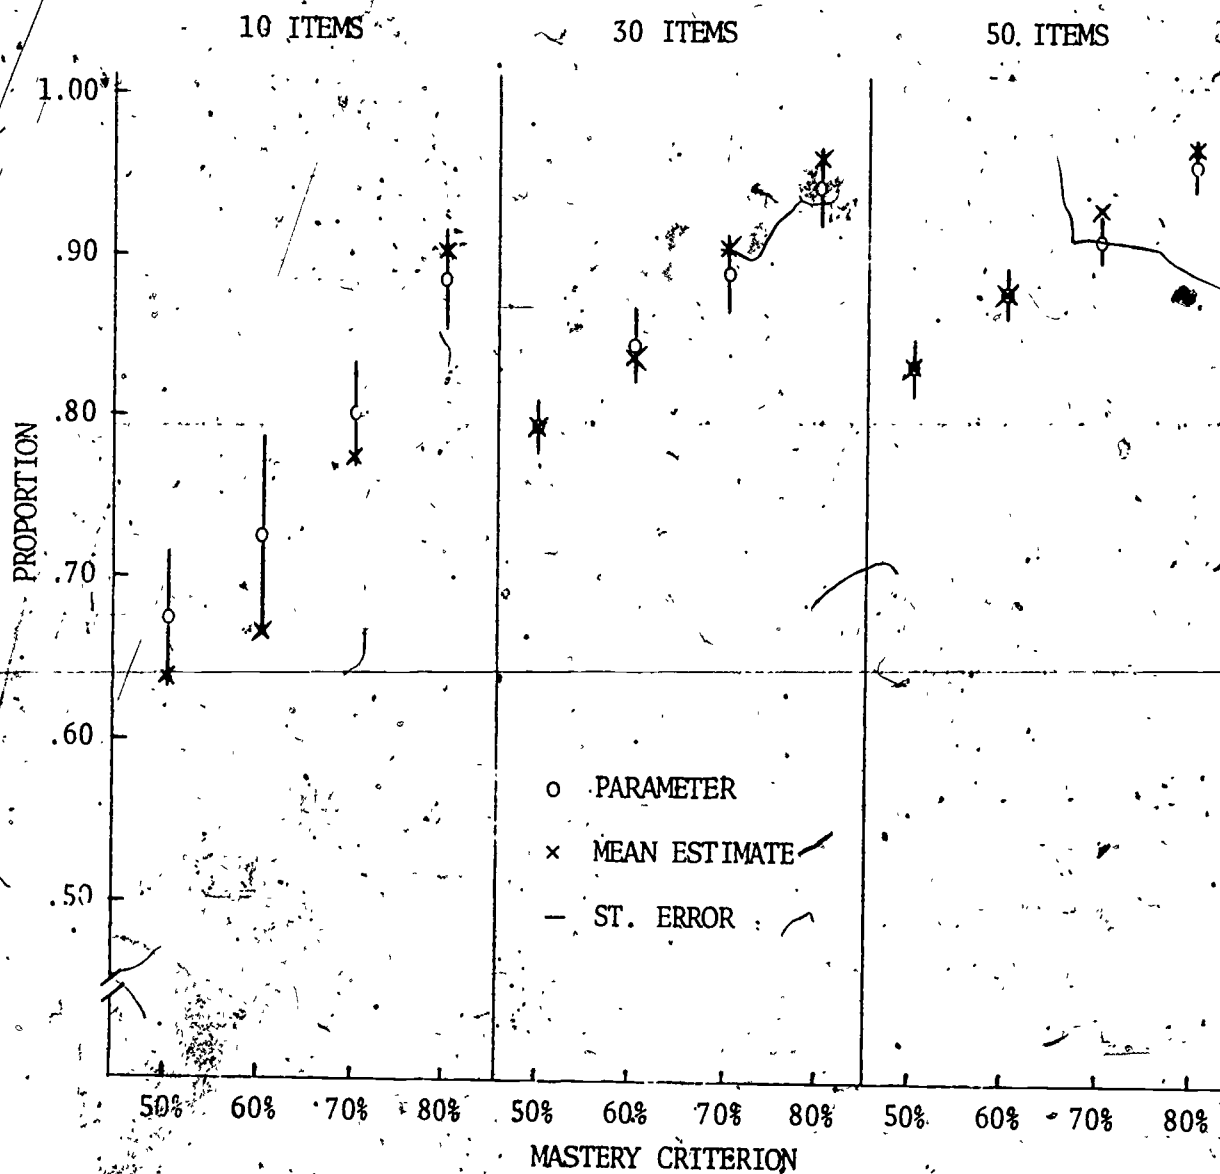 10 ITEMS 30 ITEMS 50. ITEMS
1.00
.90
.80
.70
.60
.50
PROPORTION
o PARAMETER
× MEAN ESTIMATE
— ST. ERROR
50% 60% 70% 80% 50% 60% 70% 80% 50% 60% 70% 80%
MASTERY CRITERION